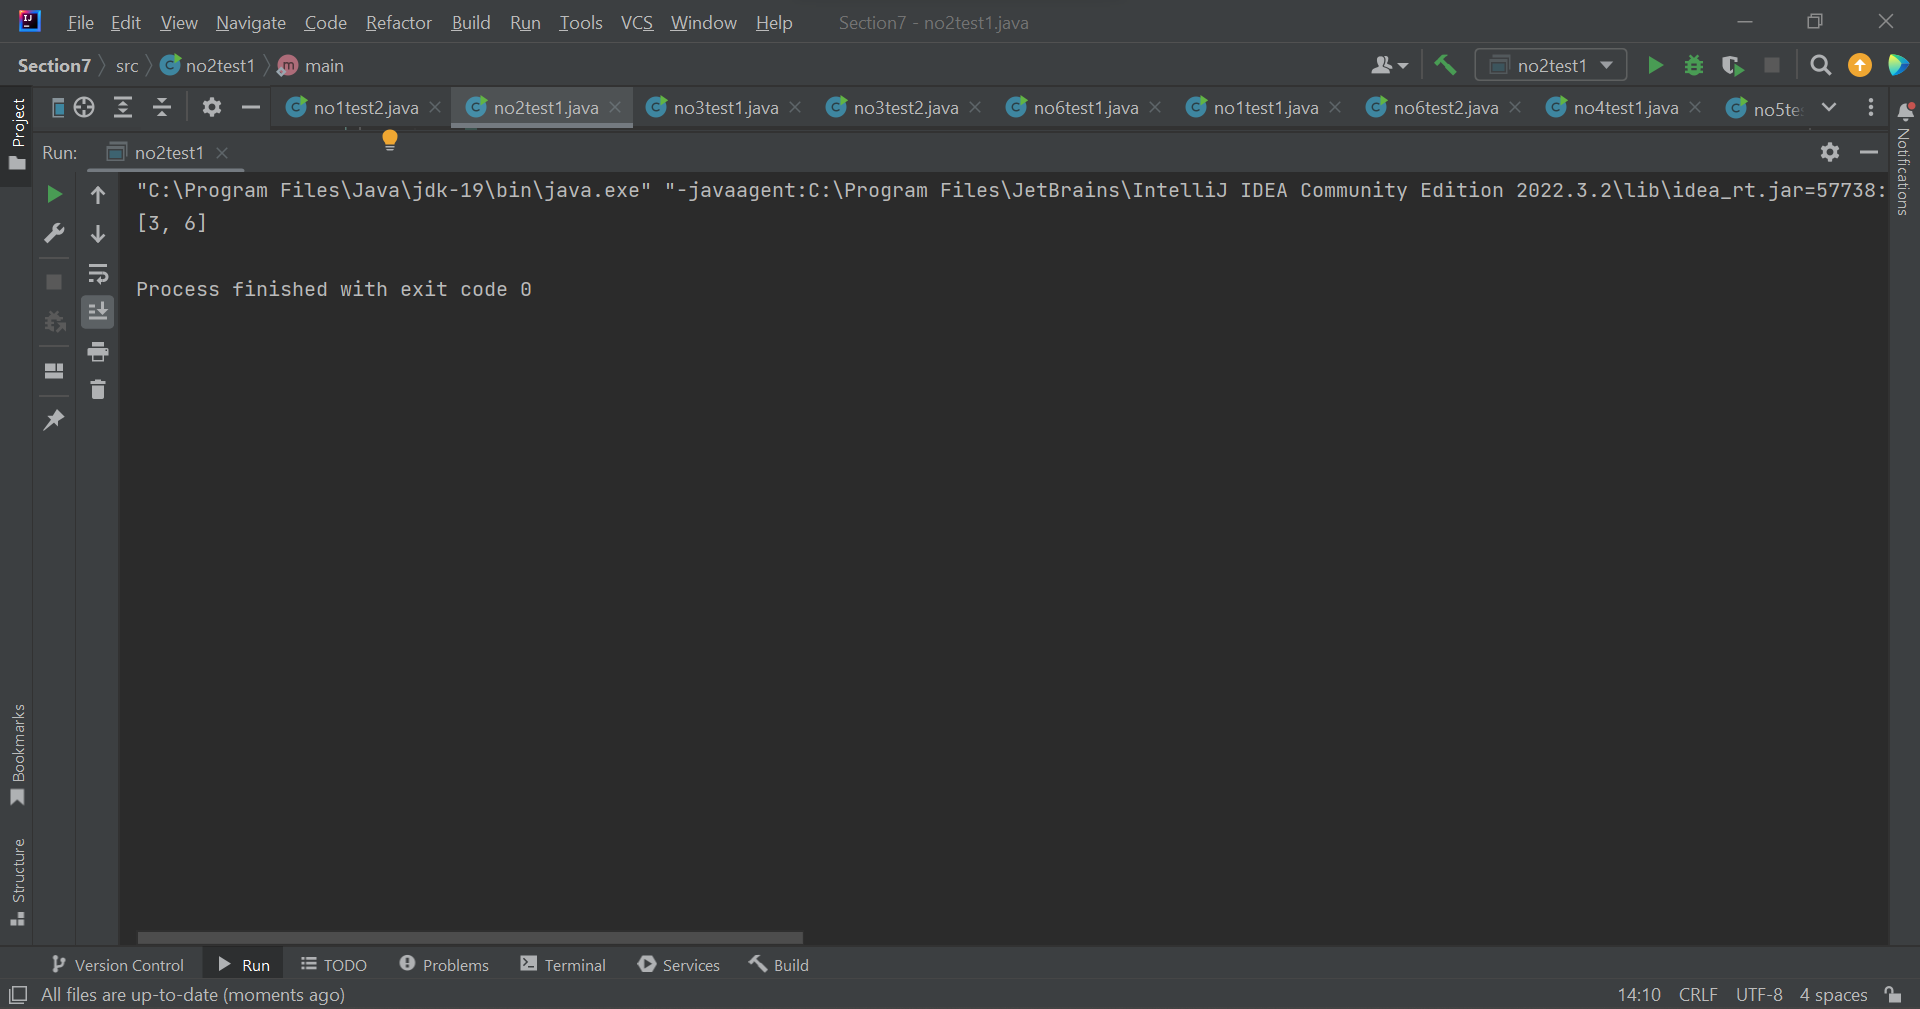 File Edit View Navigate Code Refactor Build Run Tools VCS Window Help Section7 - no2test1.java
Section7 src no2test1 main no2test1
no1test2.java no2test1.java no3test1.java no3test2.java no6test1.java no1test1.java no6test2.java no4test1.java no5te
Project
Run: no2test1
Notifications
"C:\Program Files\Java\jdk-19\bin\java.exe" "-javaagent:C:\Program Files\JetBrains\IntelliJ IDEA Community Edition 2022.3.2\lib\idea_rt.jar=57738:
[3, 6]
Process finished with exit code 0
Bookmarks
Structure
Version Control Run TODO Problems Terminal Services Build
All files are up-to-date (moments ago) 14:10 CRLF UTF-8 4 spaces